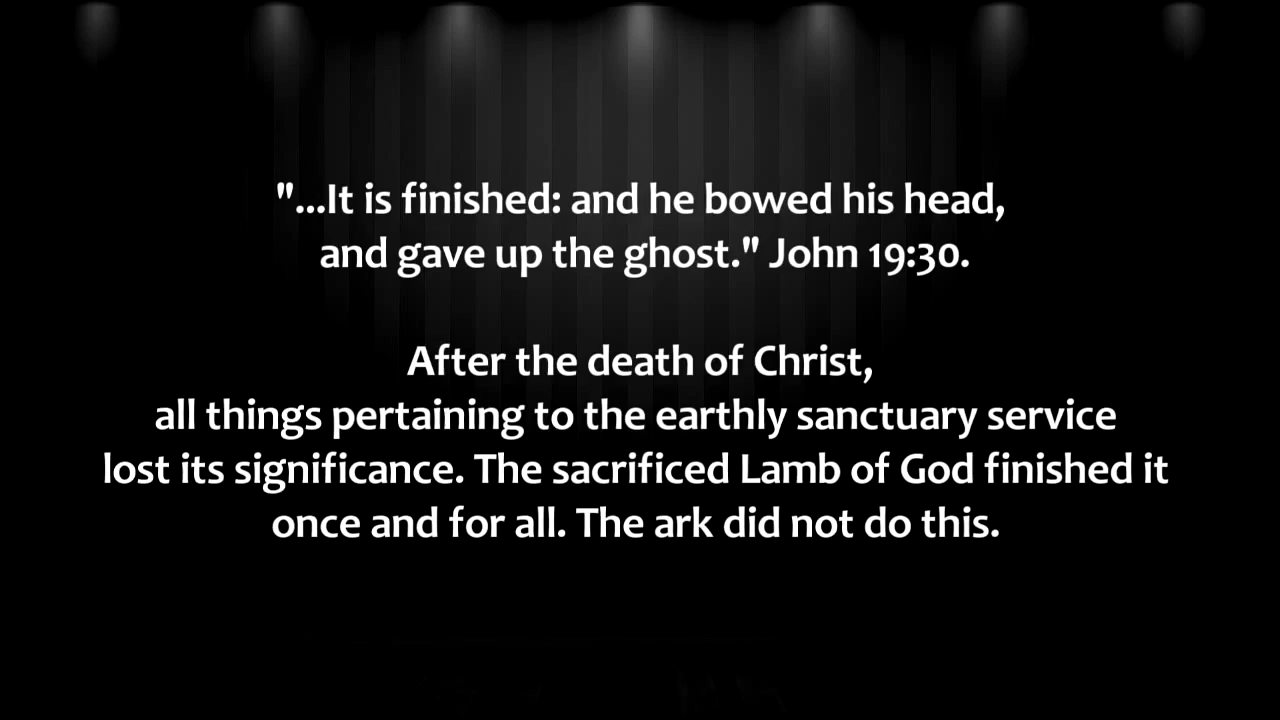 "...It is finished: and he bowed his head,
and gave up the ghost." John 19:30.
After the death of Christ,
all things pertaining to the earthly sanctuary service
lost its significance. The sacrificed Lamb of God finished it
once and for all. The ark did not do this.